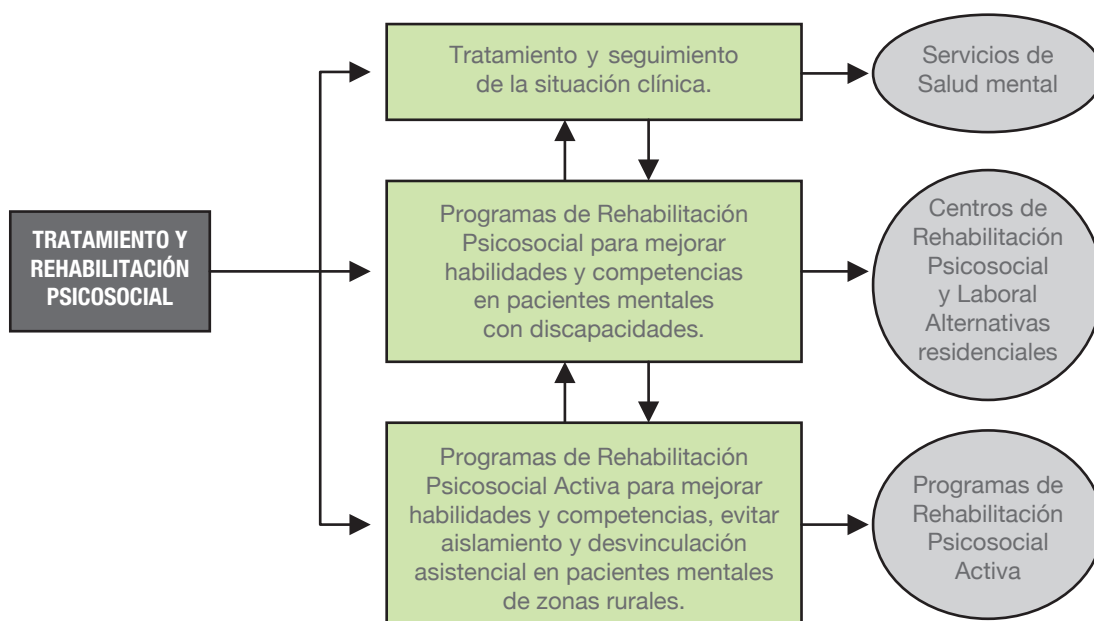 TRATAMIENTO Y
REHABILITACIÓN
PSICOSOCIAL
Tratamiento y seguimiento
de la situación clínica.
Servicios de
Salud mental
Programas de Rehabilitación
Psicosocial para mejorar
habilidades y competencias
en pacientes mentales
con discapacidades.
Centros de
Rehabilitación
Psicosocial
y Laboral
Alternativas
residenciales
Programas de Rehabilitación
Psicosocial Activa para mejorar
habilidades y competencias, evitar
aislamiento y desvinculación
asistencial en pacientes mentales
de zonas rurales.
Programas de
Rehabilitación
Psicosocial
Activa